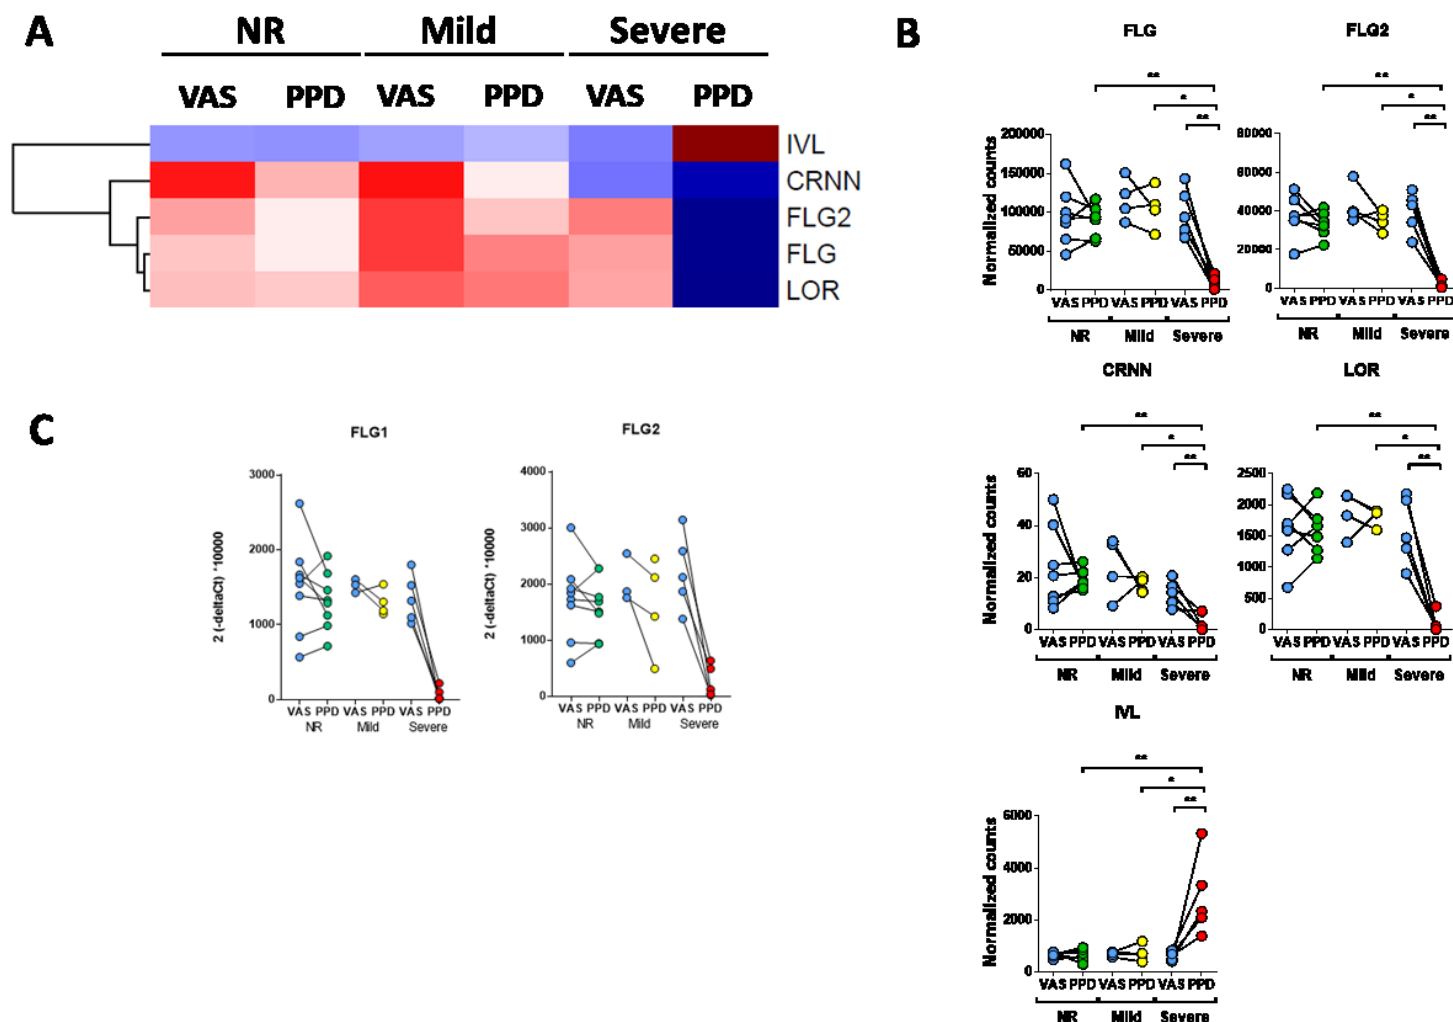 A
NR Mild Severe
VAS PPD VAS PPD VAS PPD
IVL
CRNN
FLG2
FLG
LOR
B
FLG
**
*
**
Normalized counts
200000
150000
100000
50000
0
VAS PPD VAS PPD VAS PPD
NR Mild Severe
FLG2
**
*
**
80000
60000
40000
20000
0
VAS PPD VAS PPD VAS PPD
NR Mild Severe
CRNN
**
*
**
Normalized counts
60
40
20
0
VAS PPD VAS PPD VAS PPD
NR Mild Severe
LOR
**
*
**
2500
2000
1500
1000
500
0
VAS PPD VAS PPD VAS PPD
NR Mild Severe
IVL
**
*
**
Normalized counts
6000
4000
2000
0
VAS PPD VAS PPD VAS PPD
NR Mild Severe
C
FLG1
2 (-deltaCt) *10000
3000
2000
1000
0
VAS PPD VAS PPD VAS PPD
NR Mild Severe
FLG2
2 (-deltaCt) *10000
4000
3000
2000
1000
0
VAS PPD VAS PPD VAS PPD
NR Mild Severe